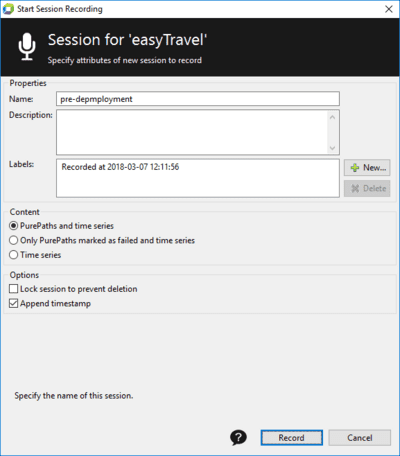 Start Session Recording
Session for 'easyTravel'
Specify attributes of new session to record
Properties
Name: pre-depmployment
Description:
Labels: Recorded at 2018-03-07 12:11:56
New...
Delete
Content
PurePaths and time series
Only PurePaths marked as failed and time series
Time series
Options
Lock session to prevent deletion
Append timestamp
Specify the name of this session.
? Record Cancel